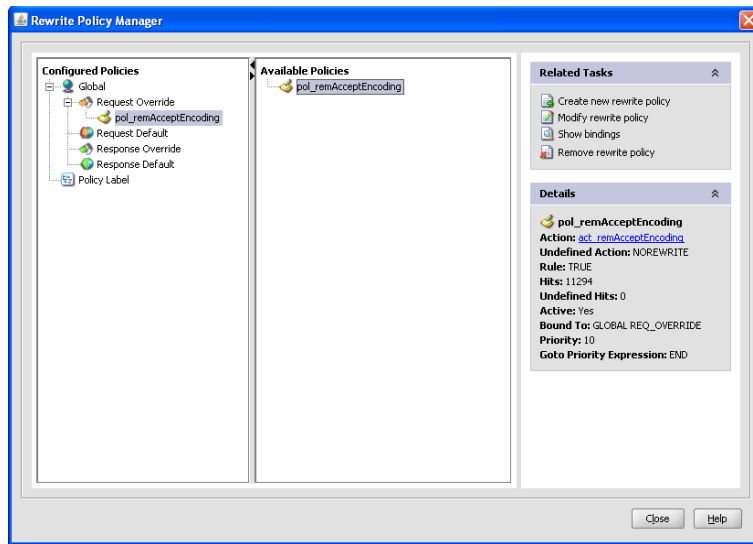 Rewrite Policy Manager
Configured Policies
Global
Request Override
pol_remAcceptEncoding
Request Default
Response Override
Response Default
Policy Label
Available Policies
pol_remAcceptEncoding
Related Tasks
Create new rewrite policy
Modify rewrite policy
Show bindings
Remove rewrite policy
Details
pol_remAcceptEncoding
Action: act_remAcceptEncoding
Undefined Action: NOREWRITE
Rule: TRUE
Hits: 11294
Undefined Hits: 0
Active: Yes
Bound To: GLOBAL REQ_OVERRIDE
Priority: 10
Goto Priority Expression: END
Close Help